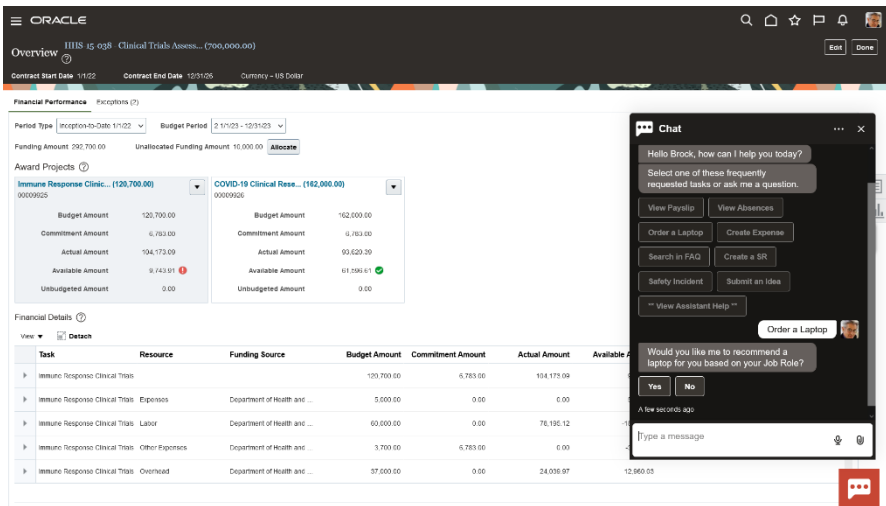 ORACLE
Overview HHS-15-038 - Clinical Trials Assess... (700,000.00)
Edit Done
Contract Start Date 1/1/22 Contract End Date 12/31/26 Currency - US Dollar
Financial Performance Exceptions (2)
Period Type Inception-to-Date 1/1/22 Budget Period 2 1/1/23 - 12/31/23
Funding Amount 292,700.00 Unallocated Funding Amount 10,000.00 Allocate
Award Projects
Immune Response Clinic... (120,700.00)
00009925
Budget Amount 120,700.00
Commitment Amount 6,783.00
Actual Amount 104,173.09
Available Amount 9,743.91
Unbudgeted Amount 0.00
COVID-19 Clinical Rese... (162,000.00)
00009926
Budget Amount 162,000.00
Commitment Amount 6,783.00
Actual Amount 93,620.39
Available Amount 61,596.61
Unbudgeted Amount 0.00
Financial Details
View Detach
Task Resource Funding Source Budget Amount Commitment Amount Actual Amount Available A
Immune Response Clinical Trials 120,700.00 6,783.00 104,173.09
Immune Response Clinical Trials Expenses Department of Health and ... 5,000.00 0.00 0.00
Immune Response Clinical Trials Labor Department of Health and ... 60,000.00 0.00 78,195.12
Immune Response Clinical Trials Other Expenses Department of Health and ... 3,700.00 6,783.00 0.00
Immune Response Clinical Trials Overhead Department of Health and ... 37,000.00 0.00 24,039.97 12,960.03
Chat
Hello Brock, how can I help you today?
Select one of these frequently
requested tasks or ask me a question.
View Payslip View Absences
Order a Laptop Create Expense
Search in FAQ Create a SR
Safety Incident Submit an Idea
** View Assistant Help **
Order a Laptop
Would you like me to recommend a
laptop for you based on your Job Role?
Yes No
A few seconds ago
Type a message